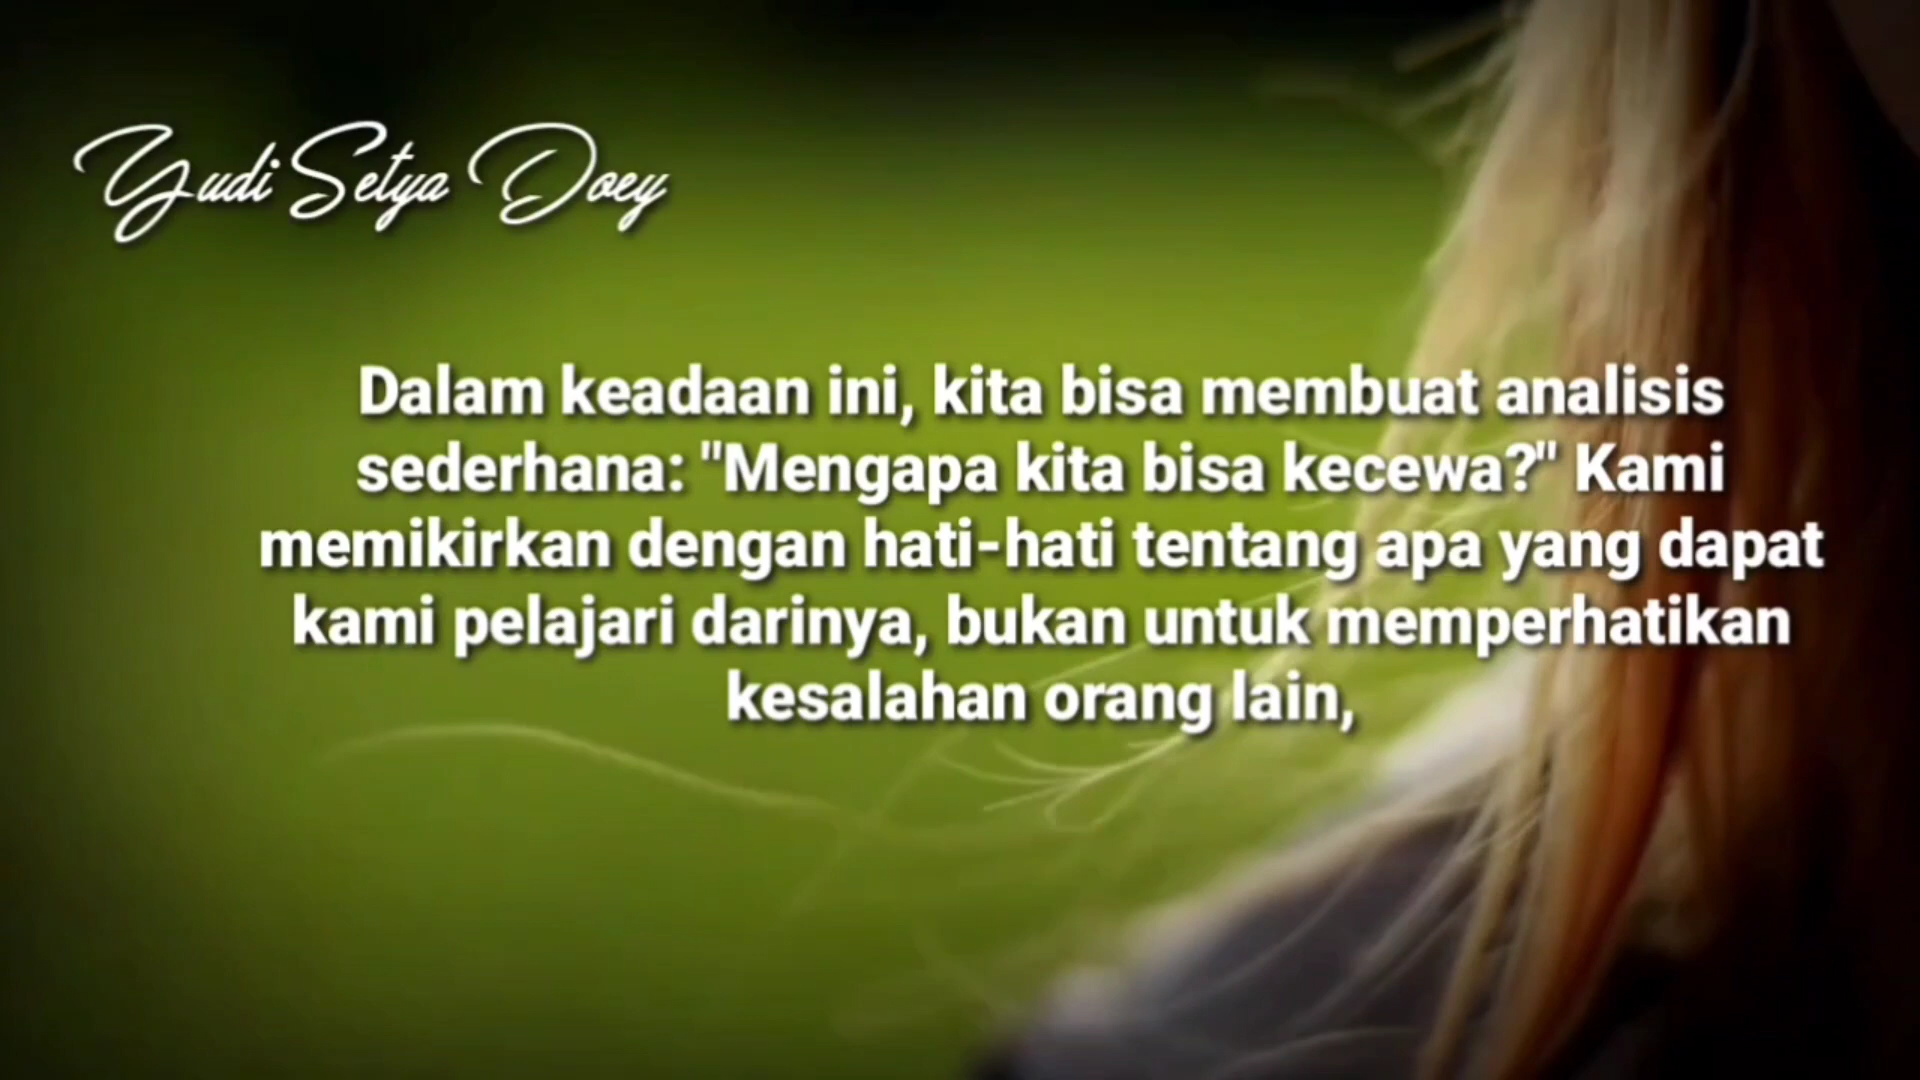 Yudi Setya Doey
Dalam keadaan ini, kita bisa membuat analisis
sederhana: "Mengapa kita bisa kecewa?" Kami
memikirkan dengan hati-hati tentang apa yang dapat
kami pelajari darinya, bukan untuk memperhatikan
kesalahan orang lain,